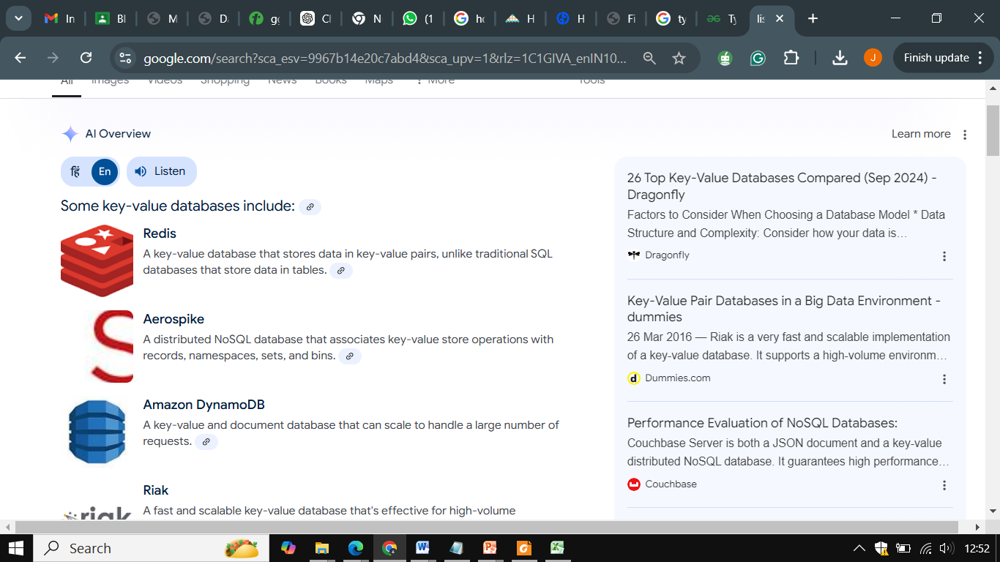 In
Bl
M
D
gg
Cl
N
(1
hc
H
H
Fi
ty
Ty
lis
google.com/search?sca_esv=9967b14e20c7abd4&sca_upv=1&rlz=1C1GIVA_enIN10...
J
Finish update
All Images Videos Shopping News Books Maps More Tools
AI Overview
Learn more
हिं En Listen
Some key-value databases include:
Redis
A key-value database that stores data in key-value pairs, unlike traditional SQL
databases that store data in tables.
Aerospike
A distributed NoSQL database that associates key-value store operations with
records, namespaces, sets, and bins.
Amazon DynamoDB
A key-value and document database that can scale to handle a large number of
requests.
Riak
A fast and scalable key-value database that's effective for high-volume
riak
26 Top Key-Value Databases Compared (Sep 2024) -
Dragonfly
Factors to Consider When Choosing a Database Model * Data
Structure and Complexity: Consider how your data is...
Dragonfly
Key-Value Pair Databases in a Big Data Environment -
dummies
26 Mar 2016 — Riak is a very fast and scalable implementation
of a key-value database. It supports a high-volume environm...
Dummies.com
Performance Evaluation of NoSQL Databases:
Couchbase Server is both a JSON document and a key-value
distributed NoSQL database. It guarantees high performance...
Couchbase
Search
12:52